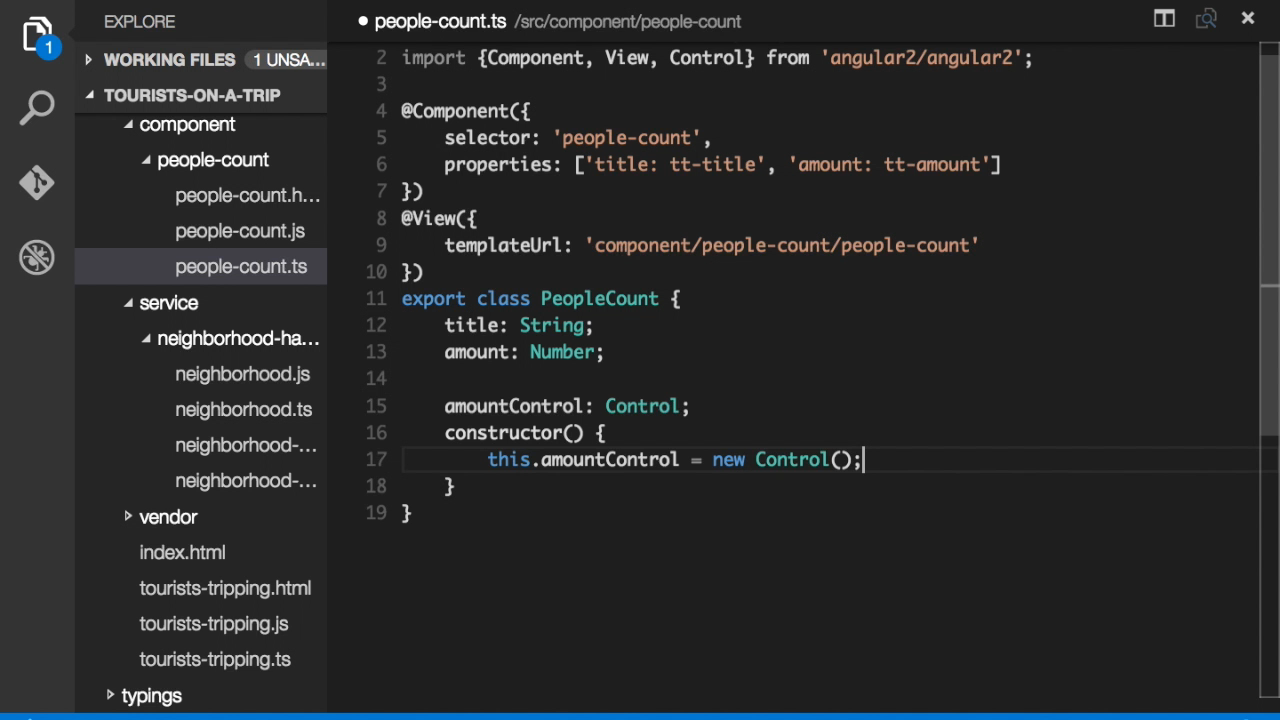 EXPLORE
1
WORKING FILES 1 UNSA...
TOURISTS-ON-A-TRIP
component
people-count
people-count.h...
people-count.js
people-count.ts
service
neighborhood-ha...
neighborhood.js
neighborhood.ts
neighborhood-...
neighborhood-...
vendor
index.html
tourists-tripping.html
tourists-tripping.js
tourists-tripping.ts
typings
people-count.ts /src/component/people-count
2 import {Component, View, Control} from 'angular2/angular2';
3
4 @Component({
5 selector: 'people-count',
6 properties: ['title: tt-title', 'amount: tt-amount']
7 })
8 @View({
9 templateUrl: 'component/people-count/people-count'
10 })
11 export class PeopleCount {
12 title: String;
13 amount: Number;
14
15 amountControl: Control;
16 constructor() {
17 this.amountControl = new Control();
18 }
19 }